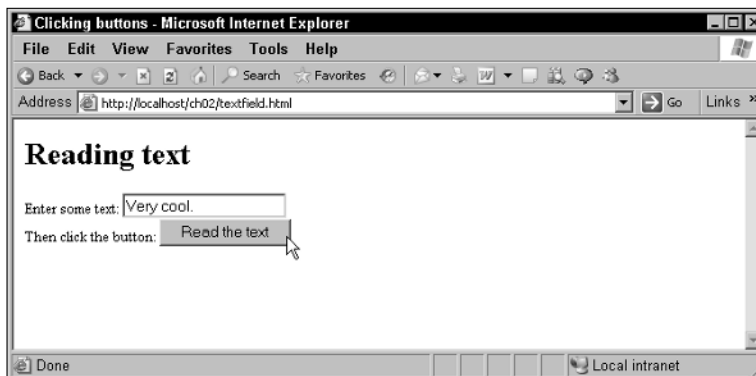 Clicking buttons - Microsoft Internet Explorer
File Edit View Favorites Tools Help
Back Search Favorites
Address http://localhost/ch02/textfield.html Go Links »
Reading text
Enter some text: Very cool.
Then click the button: Read the text
Done Local intranet